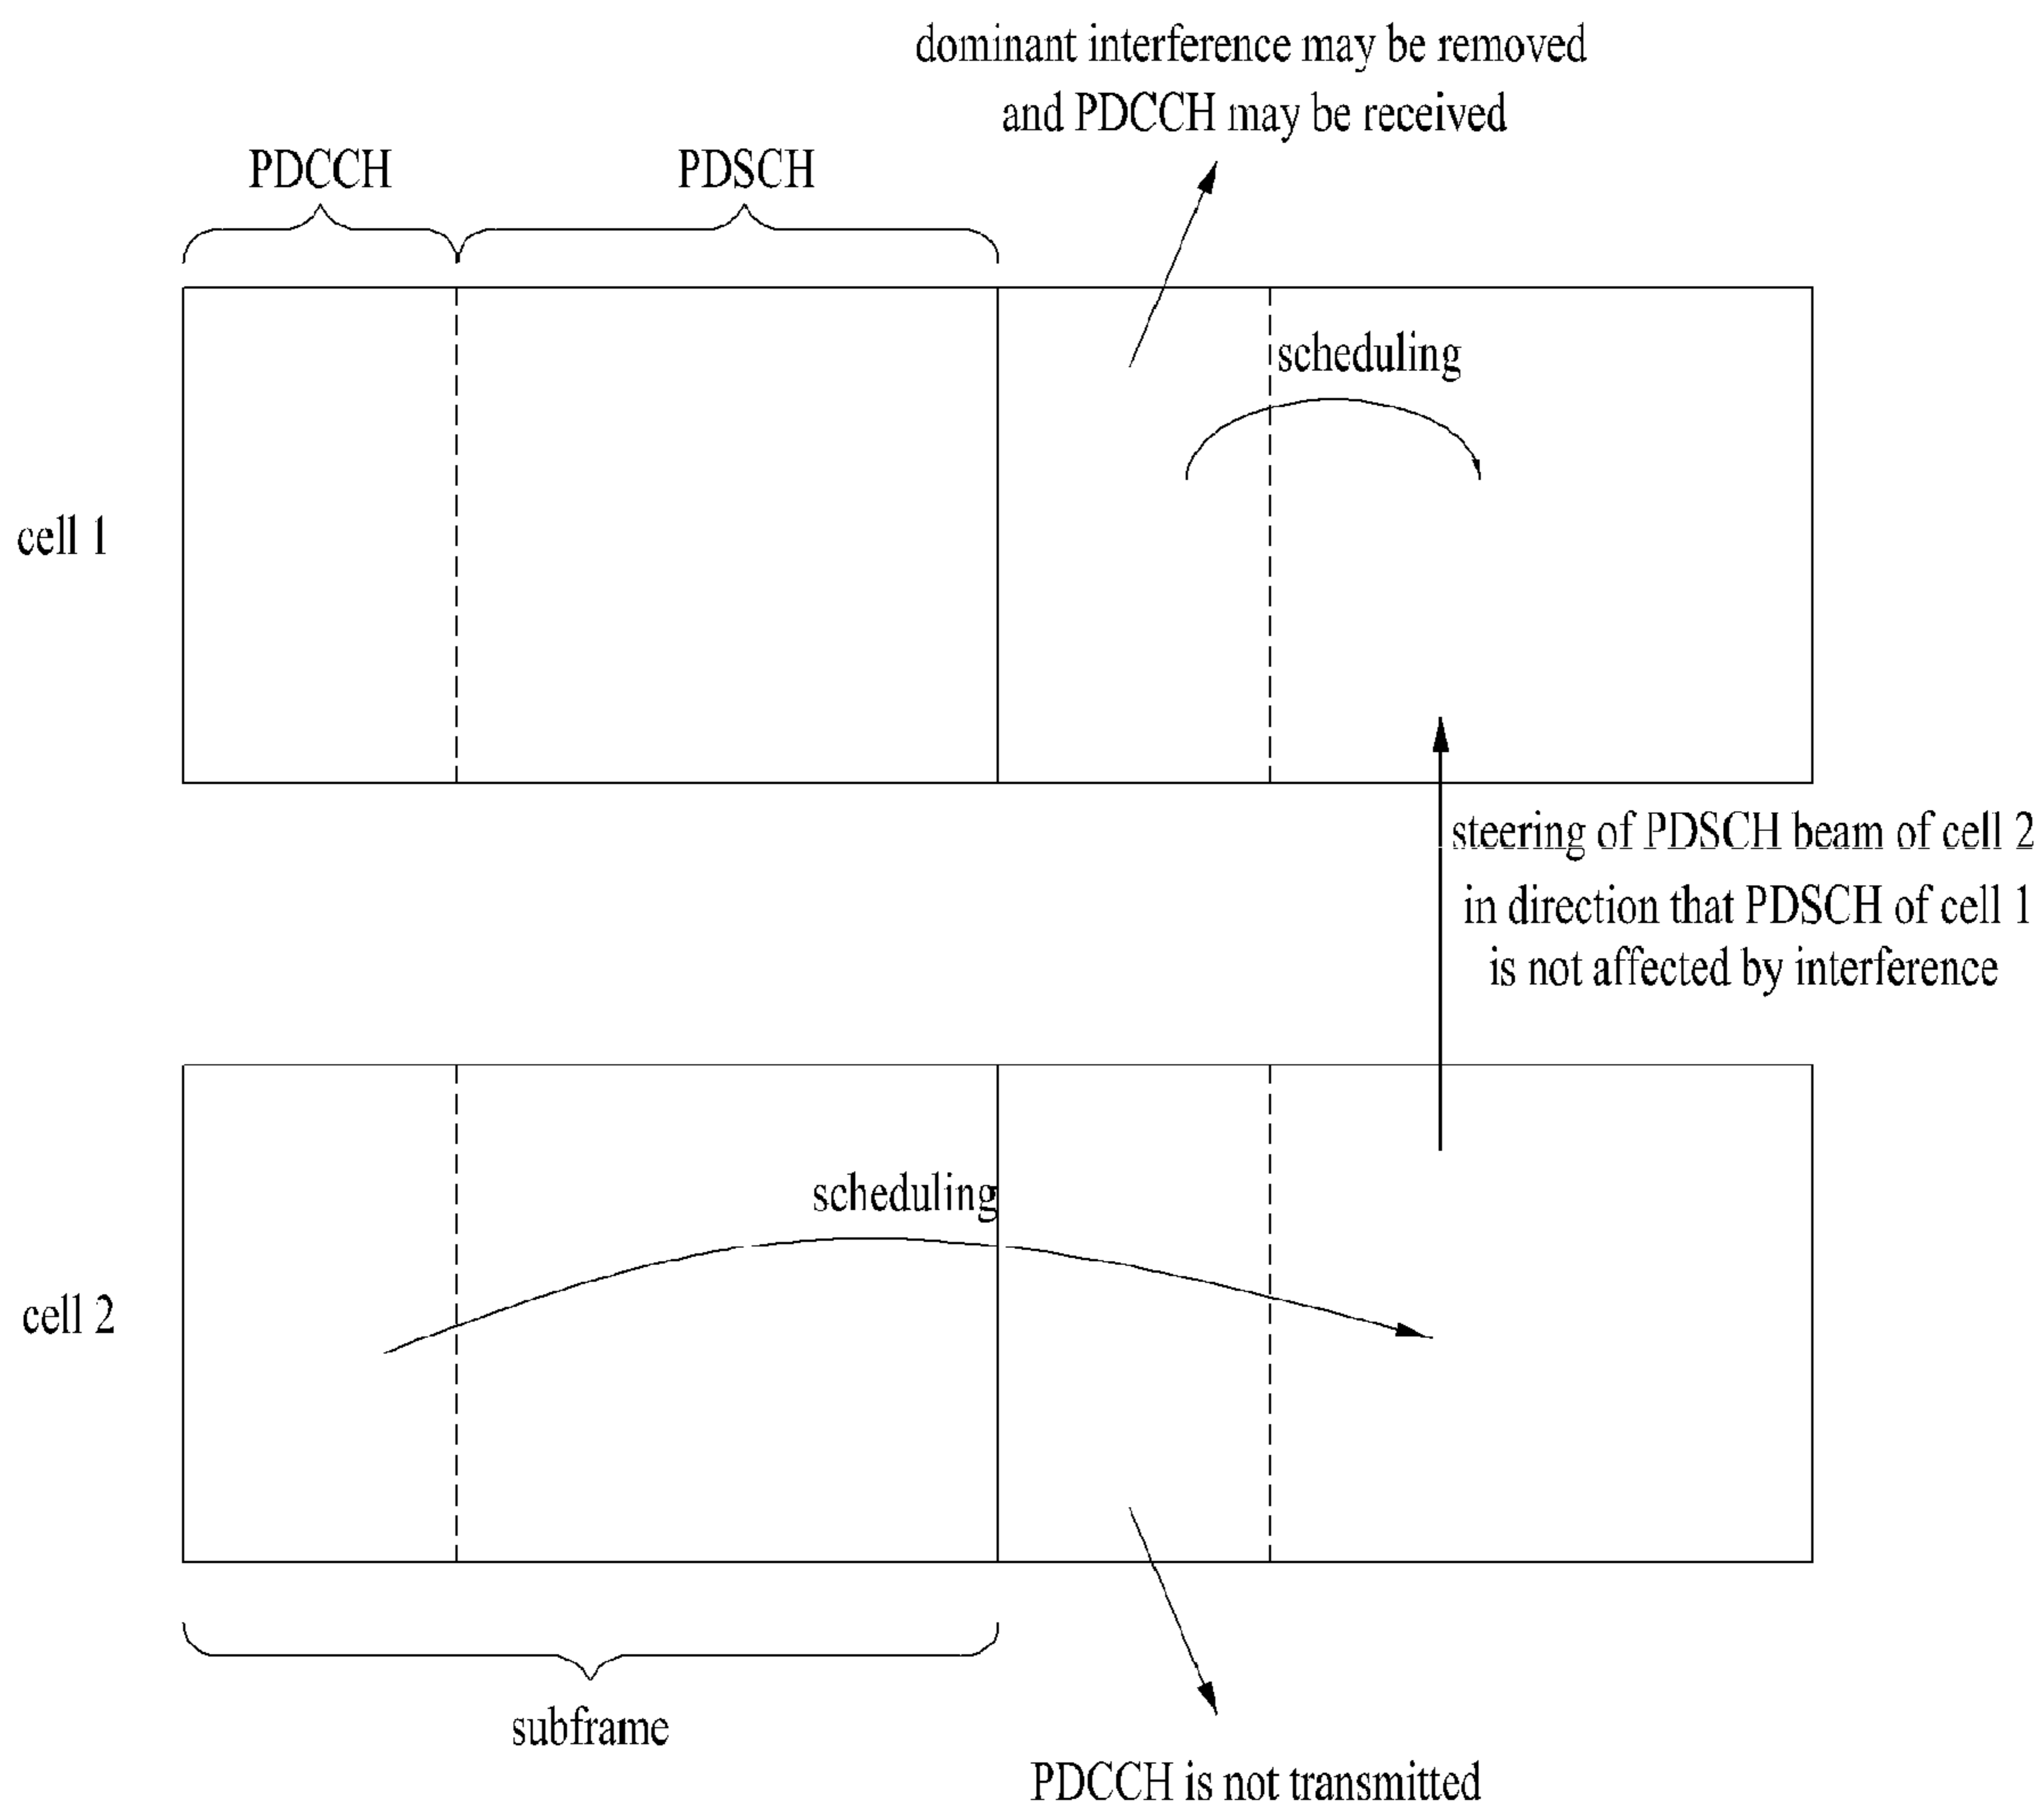 dominant interference may be removed
and PDCCH may be received
PDCCH
PDSCH
scheduling
cell 1
steering of PDSCH beam of cell 2
in direction that PDSCH of cell 1
is not affected by interference
scheduling
cell 2
subframe
PDCCH is not transmitted